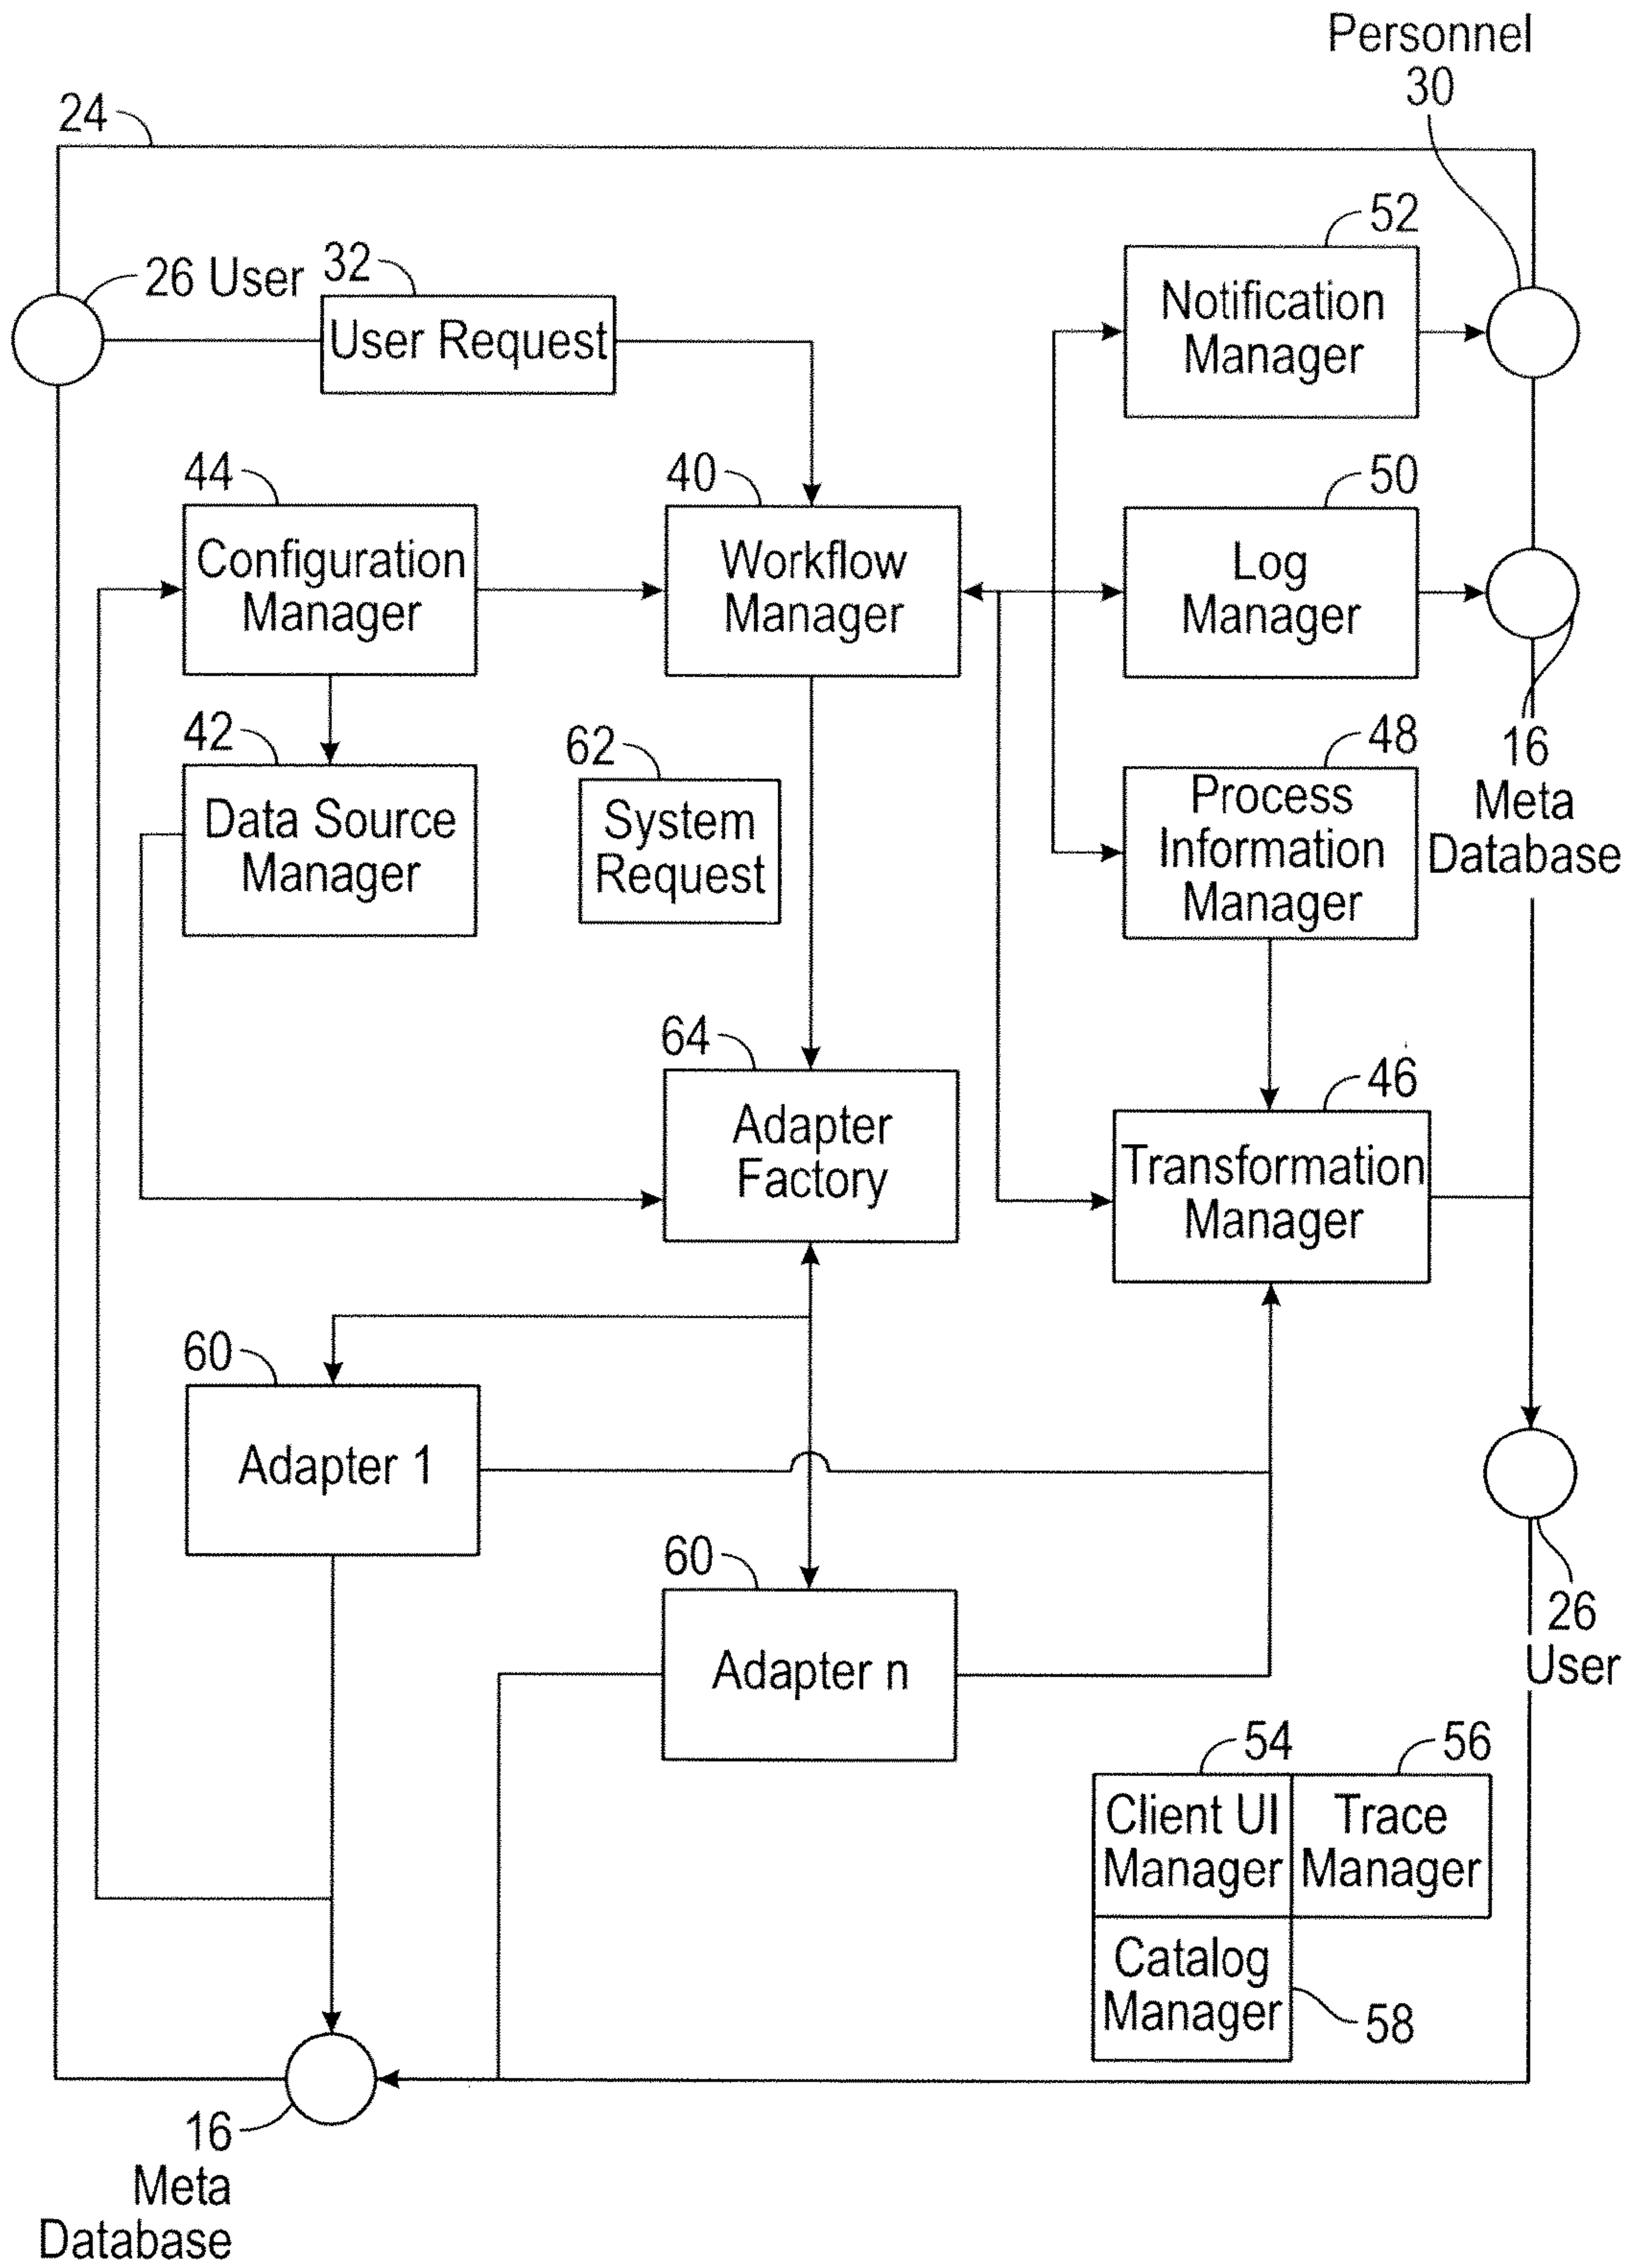 Personnel
30
24
52
26 User
32
User Request
Notification
Manager
44
40
50
Configuration
Manager
Workflow
Manager
Log
Manager
42
62
48
16
Meta
Database
Data Source
Manager
System
Request
Process
Information
Manager
64
46
Adapter
Factory
Transformation
Manager
60
Adapter 1
60
26
User
Adapter n
54
56
Client UI
Manager
Trace
Manager
Catalog
Manager
58
16
Meta
Database